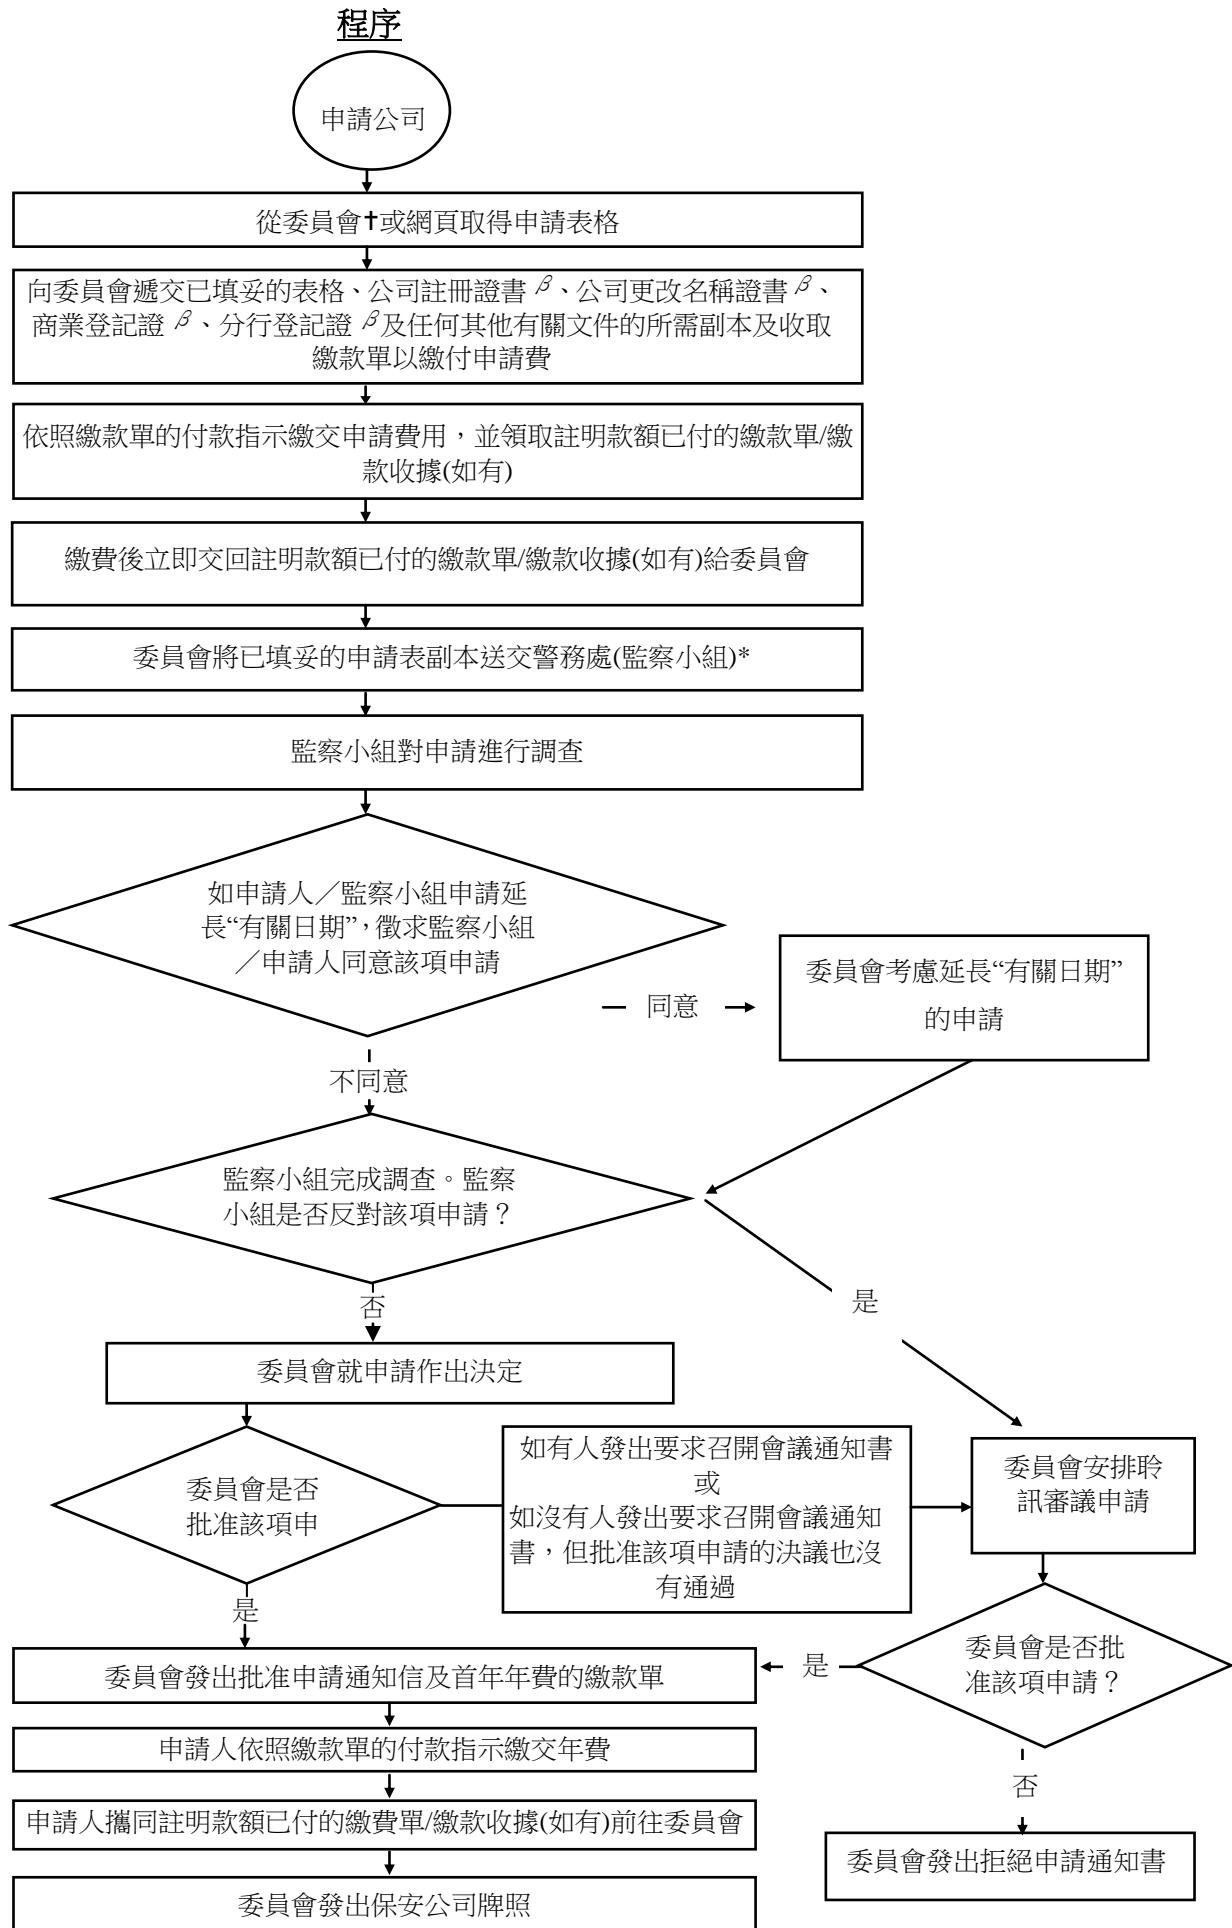 程序
申請公司
從委員會✝或網頁取得申請表格
向委員會遞交已填妥的表格、公司註冊證書 β、公司更改名稱證書 β、
商業登記證 β、分行登記證 β及任何其他有關文件的所需副本及收取
繳款單以繳付申請費
依照繳款單的付款指示繳交申請費用，並領取註明款額已付的繳款單/繳
款收據(如有)
繳費後立即交回註明款額已付的繳款單/繳款收據(如有)給委員會
委員會將已填妥的申請表副本送交警務處(監察小組)*
監察小組對申請進行調查
如申請人／監察小組申請延
長“有關日期”，徵求監察小組
／申請人同意該項申請
同意
委員會考慮延長“有關日期”
的申請
不同意
監察小組完成調查。監察
小組是否反對該項申請？
是
否
委員會就申請作出決定
委員會是否
批准該項申
如有人發出要求召開會議通知書
或
如沒有人發出要求召開會議通知
書，但批准該項申請的決議也沒
有通過
委員會安排聆
訊審議申請
是
委員會是否批
准該項申請？
是
委員會發出批准申請通知信及首年年費的繳款單
申請人依照繳款單的付款指示繳交年費
否
申請人攜同註明款額已付的繳費單/繳款收據(如有)前往委員會
委員會發出拒絕申請通知書
委員會發出保安公司牌照